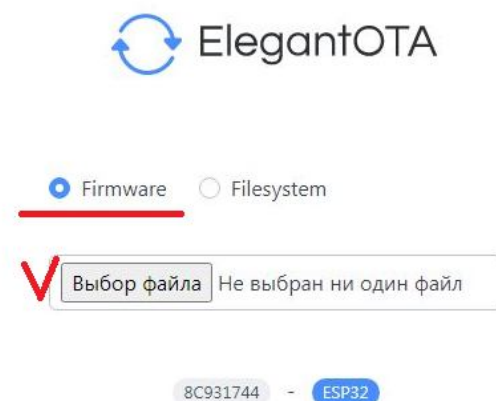 ElegantOTA
Firmware Filesystem
Выбор файла Не выбран ни один файл
8C931744 - ESP32